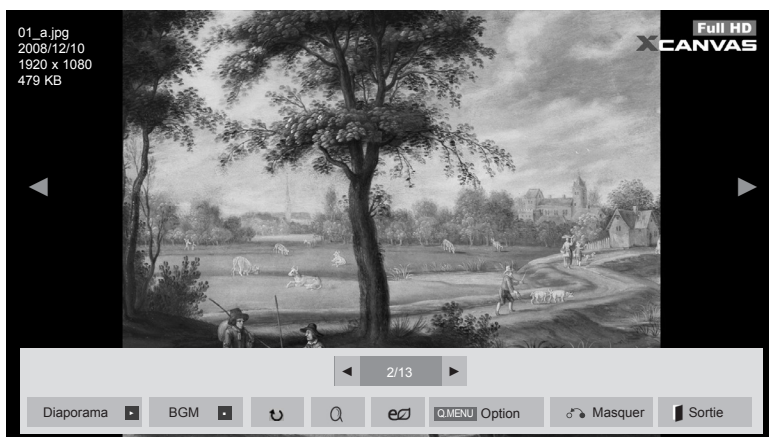 01_a.jpg
2008/12/10
1920 x 1080
479 KB
Full HD
XCANVAS
2/13
Diaporama
BGM
Q.MENU Option
Masquer
Sortie